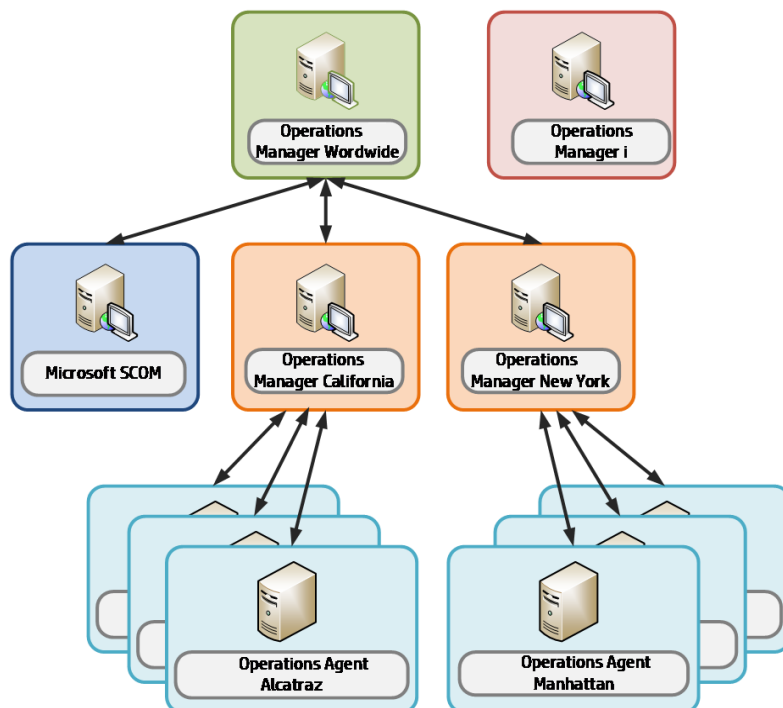 Operations
Manager Wordwide
Operations
Manager i
Microsoft SCOM
Operations
Manager California
Operations
Manager New York
Operations Agent
Alcatraz
Operations Agent
Manhattan